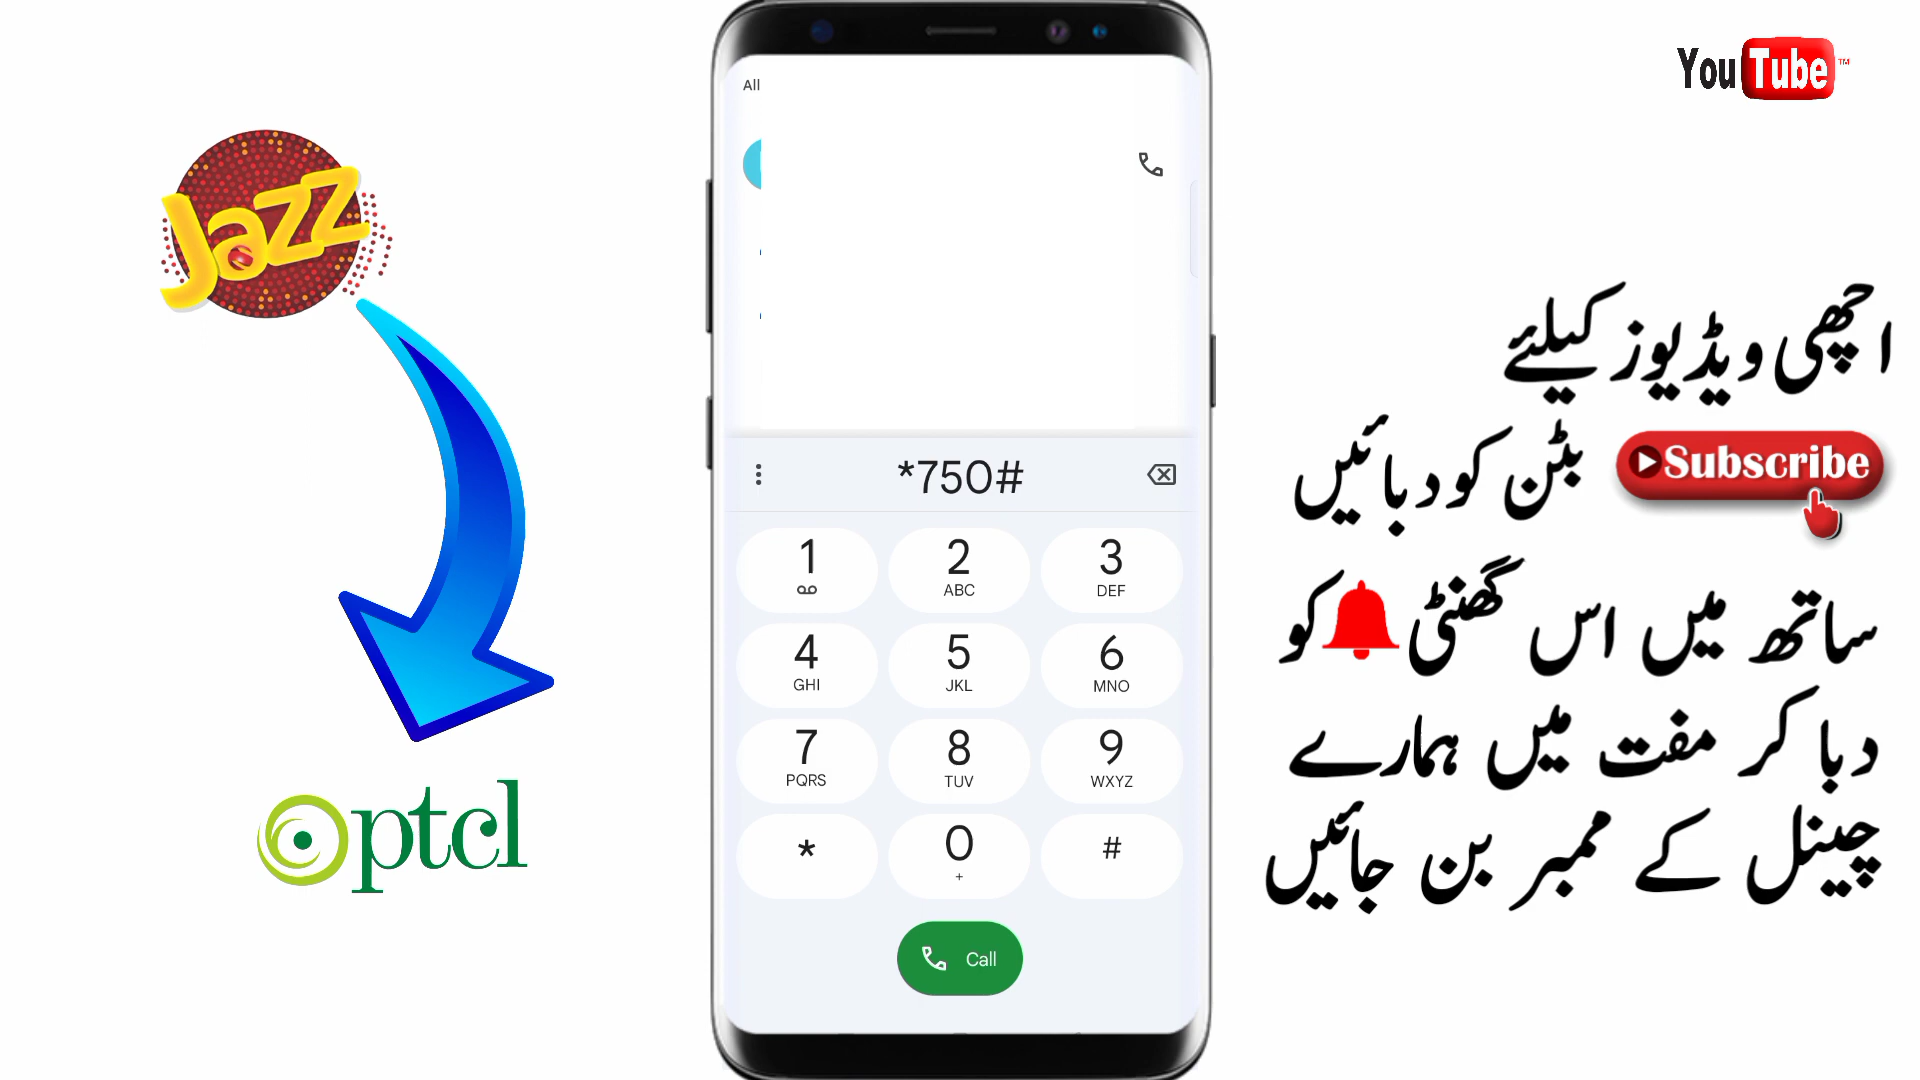 YouTube™
Jazz
All
*750#
1
2 ABC
3 DEF
4 GHI
5 JKL
6 MNO
7 PQRS
8 TUV
9 WXYZ
*
0 +
#
Call
ptcl
اچھی ویڈیوز کیلئے
Subscribe بٹن کو دبائیں
ساتھ میں اس گھنٹی کو
دبا کر مفت میں ہمارے
چینل کے ممبر بن جائیں